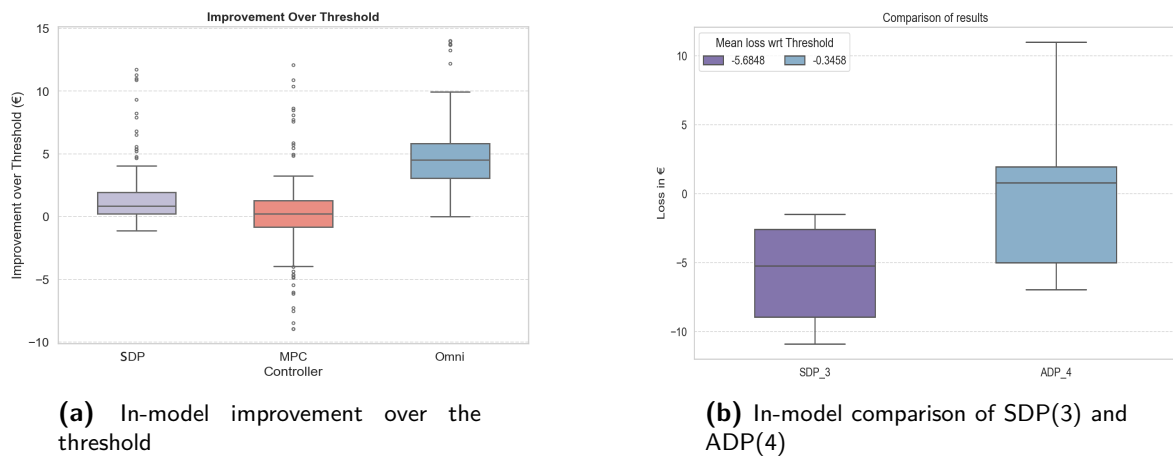 Improvement Over Threshold
15
10
5
0
−5
−10
Improvement over Threshold (€)
SDP
MPC
Omni
Controller
(a) In-model improvement over the
threshold
Comparison of results
Mean loss wrt Threshold
-5.6848
-0.3458
10
5
0
−5
−10
Loss in €
SDP_3
ADP_4
(b) In-model comparison of SDP(3) and
ADP(4)